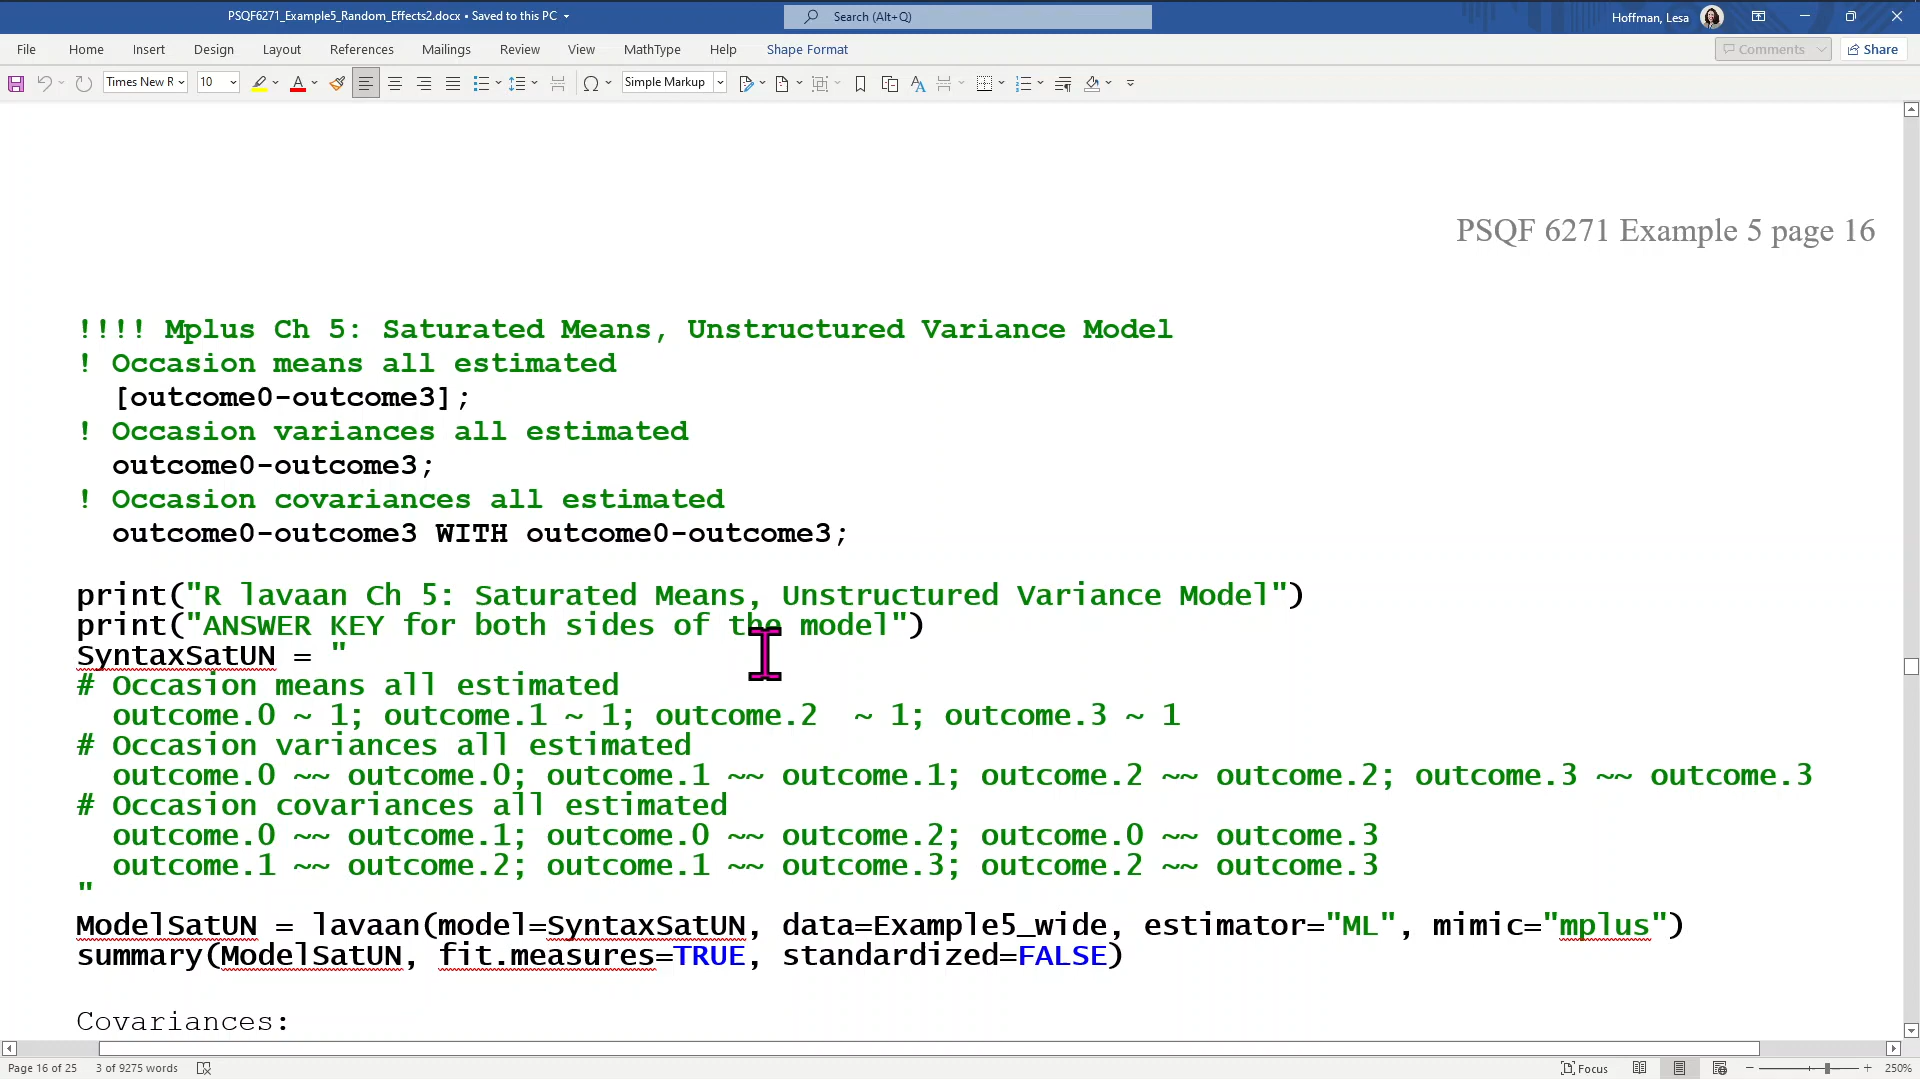 PSQF6271_Example5_Random_Effects2.docx • Saved to this PC
Search (Alt+Q)
Hoffman, Lesa
File Home Insert Design Layout References Mailings Review View MathType Help Shape Format
Comments Share
Times New R 10 Simple Markup
PSQF 6271 Example 5 page 16
!!!! Mplus Ch 5: Saturated Means, Unstructured Variance Model
! Occasion means all estimated
[outcome0-outcome3];
! Occasion variances all estimated
outcome0-outcome3;
! Occasion covariances all estimated
outcome0-outcome3 WITH outcome0-outcome3;
print("R lavaan Ch 5: Saturated Means, Unstructured Variance Model")
print("ANSWER KEY for both sides of the model")
SyntaxSatUN = "
# Occasion means all estimated
outcome.0 ~ 1; outcome.1 ~ 1; outcome.2  ~ 1; outcome.3 ~ 1
# Occasion variances all estimated
outcome.0 ~~ outcome.0; outcome.1 ~~ outcome.1; outcome.2 ~~ outcome.2; outcome.3 ~~ outcome.3
# Occasion covariances all estimated
outcome.0 ~~ outcome.1; outcome.0 ~~ outcome.2; outcome.0 ~~ outcome.3
outcome.1 ~~ outcome.2; outcome.1 ~~ outcome.3; outcome.2 ~~ outcome.3
"
ModelSatUN = lavaan(model=SyntaxSatUN, data=Example5_wide, estimator="ML", mimic="mplus")
summary(ModelSatUN, fit.measures=TRUE, standardized=FALSE)
Covariances:
Page 16 of 25 3 of 9275 words
Focus
250%